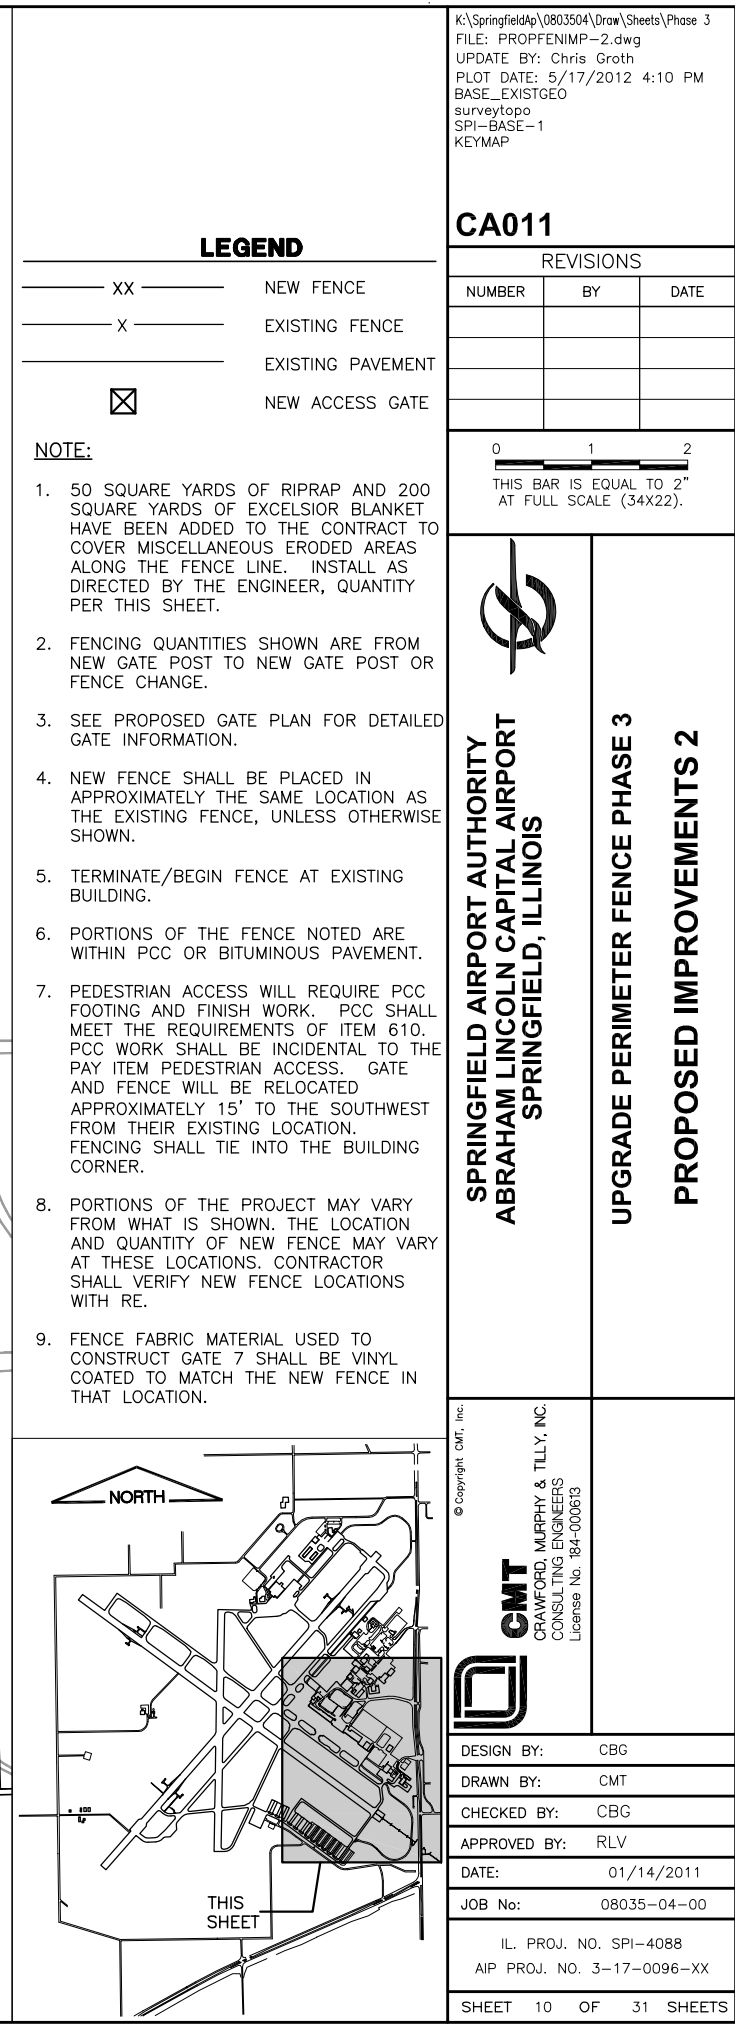 K:\SpringfieldAp\0803504\Draw\Sheets\Phase 3
FILE: PROPFENIMP-2.dwg
UPDATE BY: Chris Groth
PLOT DATE: 5/17/2012 4:10 PM
BASE_EXISTGEO
surveytopo
SPI-BASE-1
KEYMAP
CA011
REVISIONS
NUMBER BY DATE
0 1 2
THIS BAR IS EQUAL TO 2"
AT FULL SCALE (34X22).
LEGEND
XX NEW FENCE
X EXISTING FENCE
EXISTING PAVEMENT
NEW ACCESS GATE
NOTE:
1. 50 SQUARE YARDS OF RIPRAP AND 200
SQUARE YARDS OF EXCELSIOR BLANKET
HAVE BEEN ADDED TO THE CONTRACT TO
COVER MISCELLANEOUS ERODED AREAS
ALONG THE FENCE LINE. INSTALL AS
DIRECTED BY THE ENGINEER, QUANTITY
PER THIS SHEET.
2. FENCING QUANTITIES SHOWN ARE FROM
NEW GATE POST TO NEW GATE POST OR
FENCE CHANGE.
3. SEE PROPOSED GATE PLAN FOR DETAILED
GATE INFORMATION.
4. NEW FENCE SHALL BE PLACED IN
APPROXIMATELY THE SAME LOCATION AS
THE EXISTING FENCE, UNLESS OTHERWISE
SHOWN.
5. TERMINATE/BEGIN FENCE AT EXISTING
BUILDING.
6. PORTIONS OF THE FENCE NOTED ARE
WITHIN PCC OR BITUMINOUS PAVEMENT.
7. PEDESTRIAN ACCESS WILL REQUIRE PCC
FOOTING AND FINISH WORK. PCC SHALL
MEET THE REQUIREMENTS OF ITEM 610.
PCC WORK SHALL BE INCIDENTAL TO THE
PAY ITEM PEDESTRIAN ACCESS. GATE
AND FENCE WILL BE RELOCATED
APPROXIMATELY 15' TO THE SOUTHWEST
FROM THEIR EXISTING LOCATION.
FENCING SHALL TIE INTO THE BUILDING
CORNER.
8. PORTIONS OF THE PROJECT MAY VARY
FROM WHAT IS SHOWN. THE LOCATION
AND QUANTITY OF NEW FENCE MAY VARY
AT THESE LOCATIONS. CONTRACTOR
SHALL VERIFY NEW FENCE LOCATIONS
WITH RE.
9. FENCE FABRIC MATERIAL USED TO
CONSTRUCT GATE 7 SHALL BE VINYL
COATED TO MATCH THE NEW FENCE IN
THAT LOCATION.
SPRINGFIELD AIRPORT AUTHORITY
ABRAHAM LINCOLN CAPITAL AIRPORT
SPRINGFIELD, ILLINOIS
UPGRADE PERIMETER FENCE PHASE 3
PROPOSED IMPROVEMENTS 2
NORTH
THIS
SHEET
© Copyright CMT, Inc.
CMT
CRAWFORD, MURPHY & TILLY, INC.
CONSULTING ENGINEERS
License No. 184-000613
DESIGN BY: CBG
DRAWN BY: CMT
CHECKED BY: CBG
APPROVED BY: RLV
DATE: 01/14/2011
JOB No: 08035-04-00
IL. PROJ. NO. SPI-4088
AIP PROJ. NO. 3-17-0096-XX
SHEET 10 OF 31 SHEETS